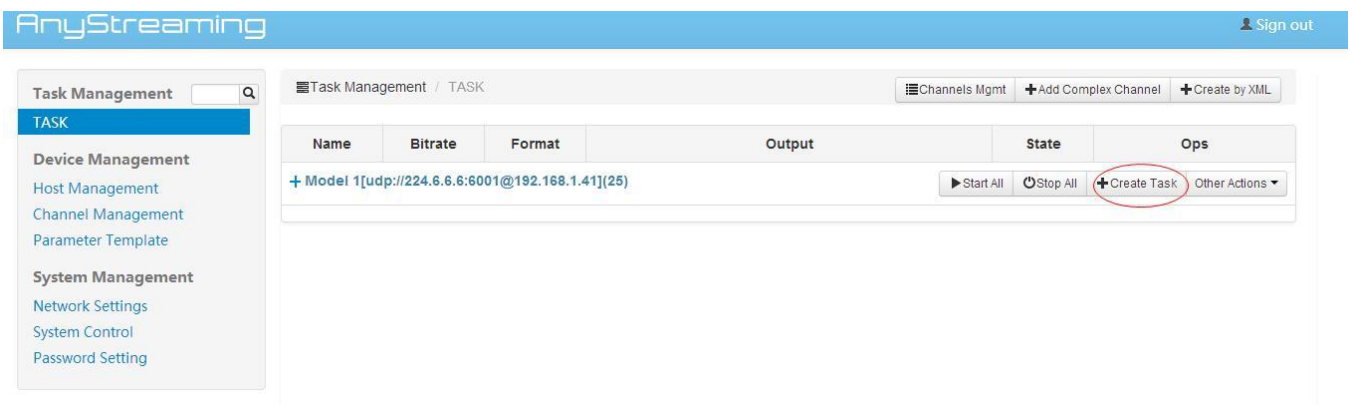 AnyStreaming
Sign out
Task Management
TASK
Device Management
Host Management
Channel Management
Parameter Template
System Management
Network Settings
System Control
Password Setting
Task Management / TASK
Channels Mgmt
Add Complex Channel
Create by XML
Name Bitrate Format Output State Ops
+ Model 1[udp://224.6.6.6:6001@192.168.1.41](25)
Start All
Stop All
Create Task
Other Actions